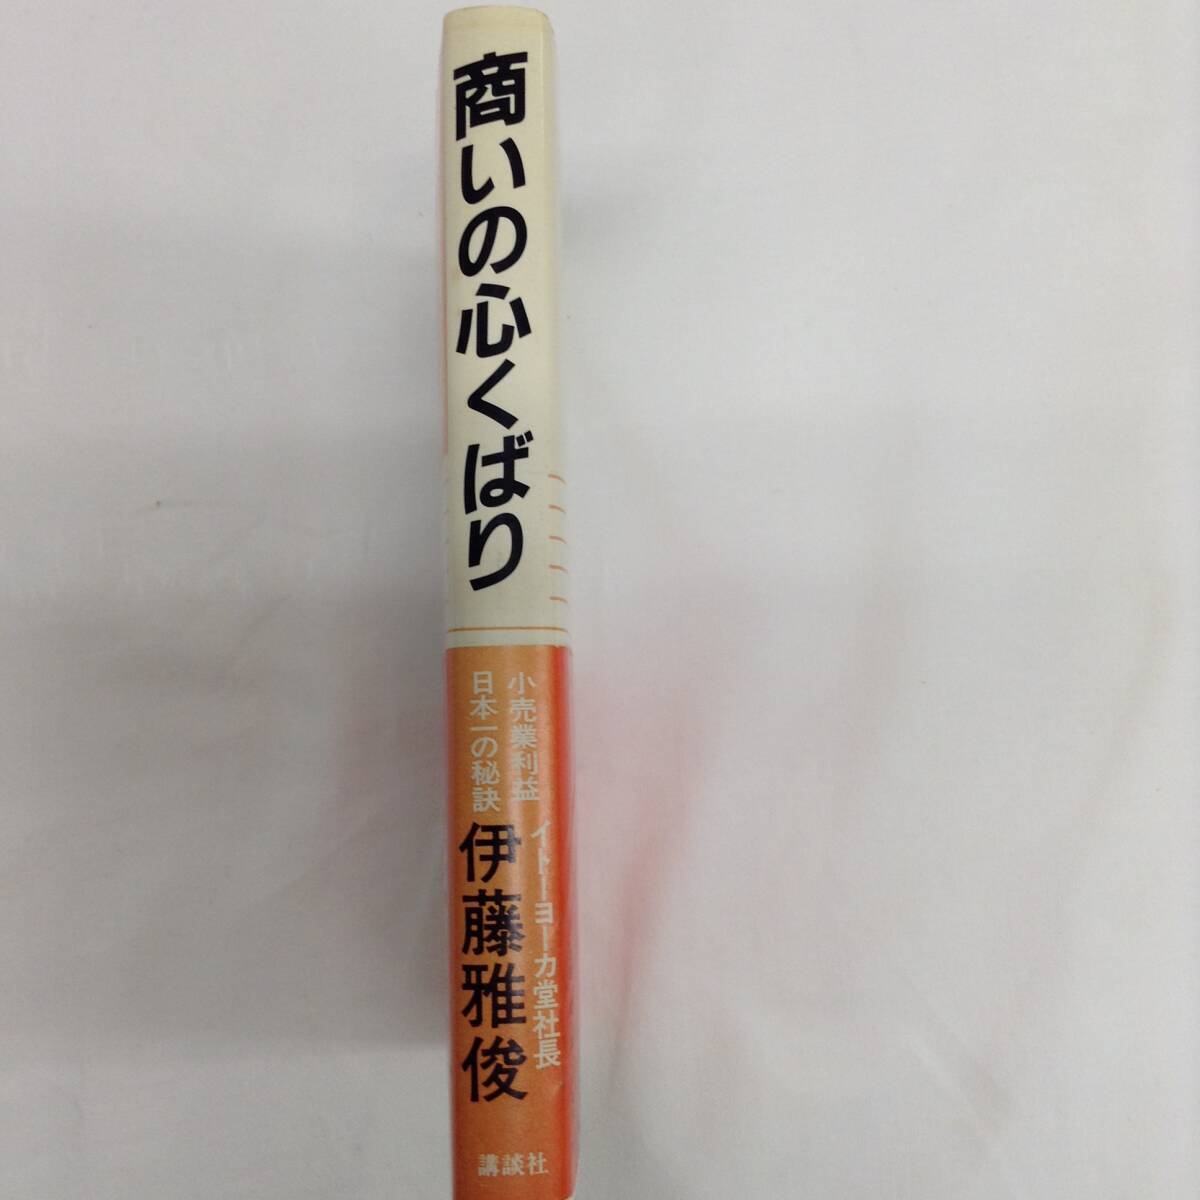 商いの心くばり
小売業利益
日本一の秘訣
イトーヨーカ堂社長
伊藤雅俊
講談社